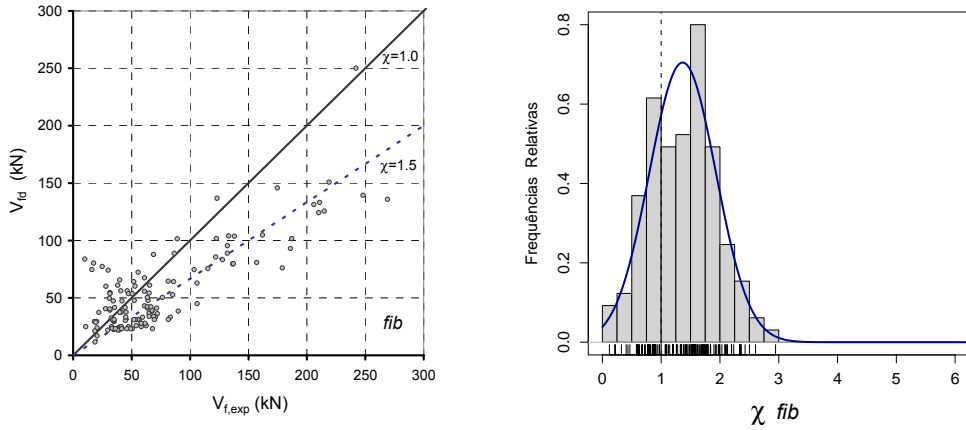 300
250
200
150
100
50
0
V_fd (kN)
χ=1.0
χ=1.5
fib
0 50 100 150 200 250 300
V_f,exp (kN)
0.8
0.6
0.4
0.2
0.0
Frequências Relativas
0 1 2 3 4 5 6
χ fib